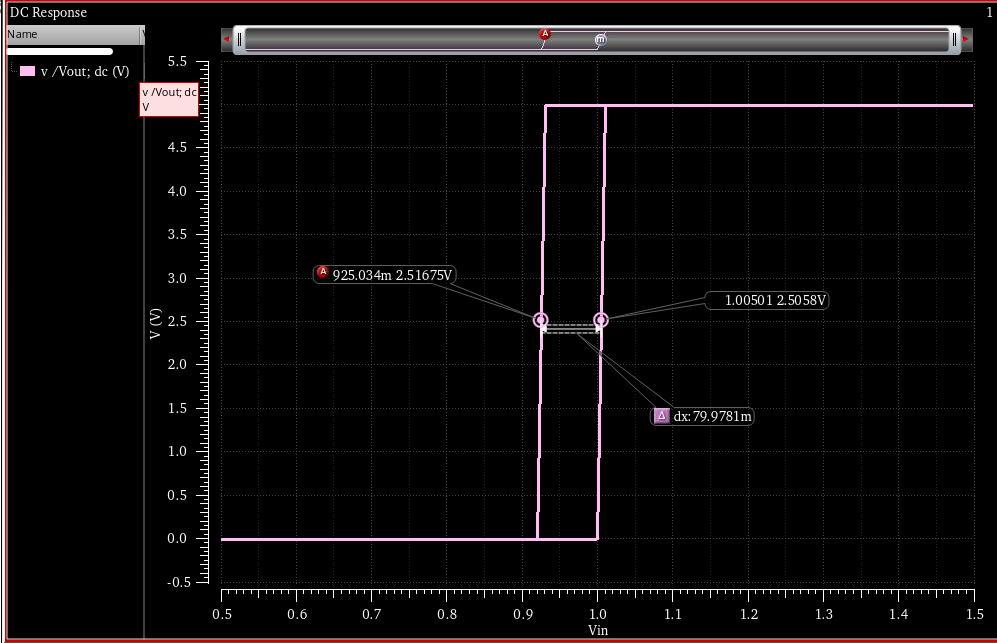 DC Response
1
Name
V
v /Vout; dc (V)
v /Vout; dc
V
A
m
5.5
4.5
4.0
3.5
3.0
2.5
2.0
1.5
1.0
0.5
0.0
-0.5
V (V)
A 925.034m 2.51675V
1.00501 2.5058V
Δ dx: 79.9781m
0.5 0.6 0.7 0.8 0.9 1.0 1.1 1.2 1.3 1.4 1.5
Vin